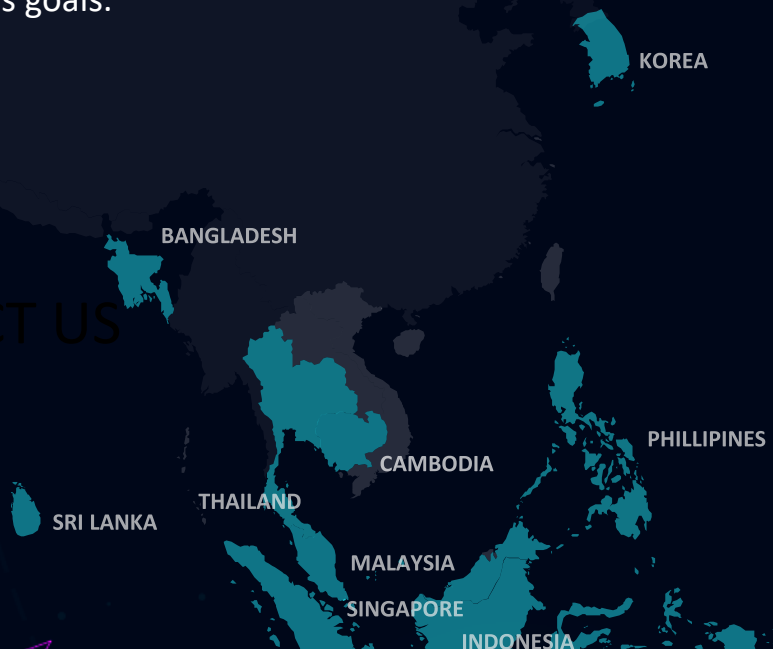 s goals.
KOREA
BANGLADESH
CT US
PHILLIPINES
CAMBODIA
THAILAND
SRI LANKA
MALAYSIA
SINGAPORE
INDONESIA